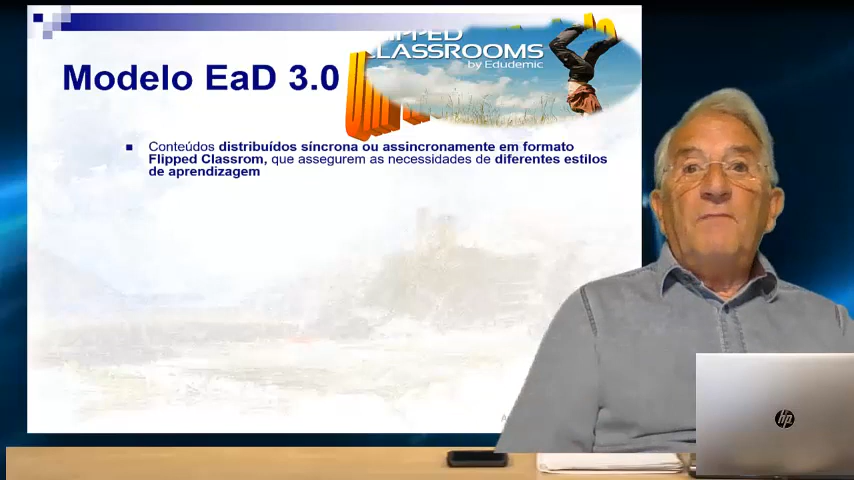 FLIPPED
CLASSROOMS
by Edudemic
Modelo EaD 3.0
Conteúdos distribuídos síncrona ou assincronamente em formato
Flipped Classrom, que assegurem as necessidades de diferentes estilos
de aprendizagem
hp